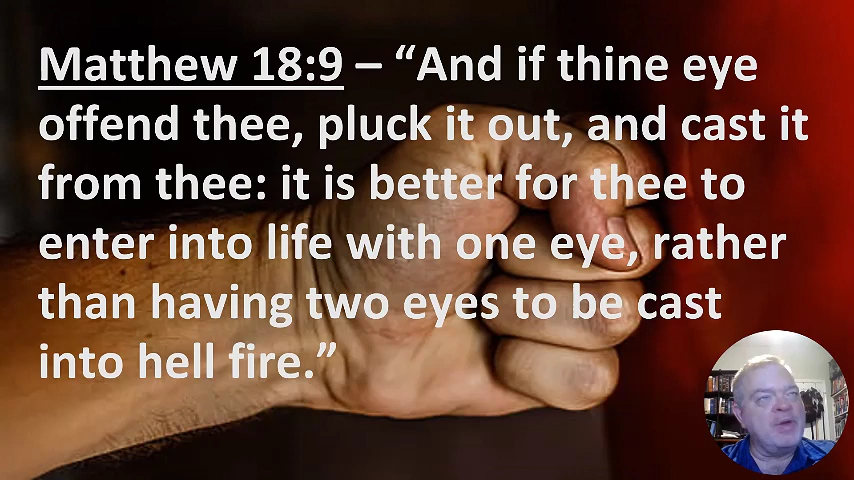 Matthew 18:9 – “And if thine eye
offend thee, pluck it out, and cast it
from thee: it is better for thee to
enter into life with one eye, rather
than having two eyes to be cast
into hell fire.”